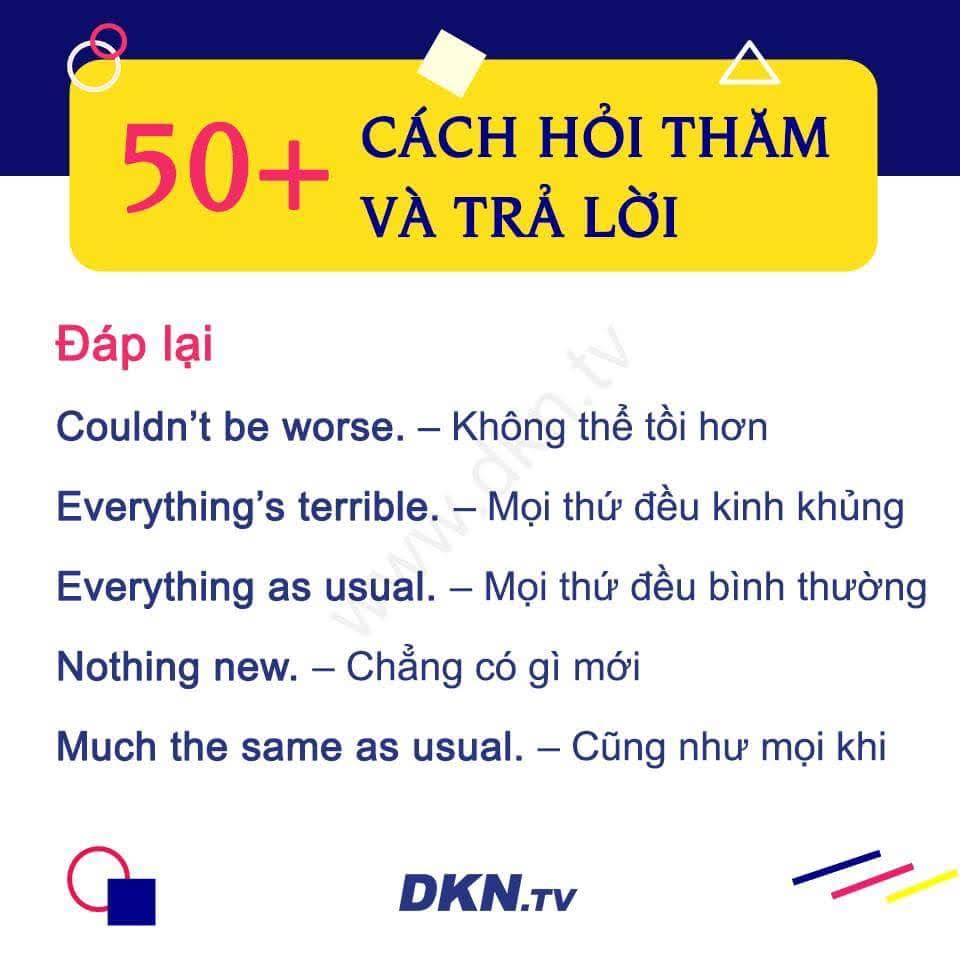 50+ CÁCH HỎI THĂM
VÀ TRẢ LỜI
Đáp lại
Couldn't be worse. – Không thể tồi hơn
Everything's terrible. – Mọi thứ đều kinh khủng
Everything as usual. – Mọi thứ đều bình thường
Nothing new. – Chẳng có gì mới
Much the same as usual. – Cũng như mọi khi
www.dkn.tv
DKN.TV